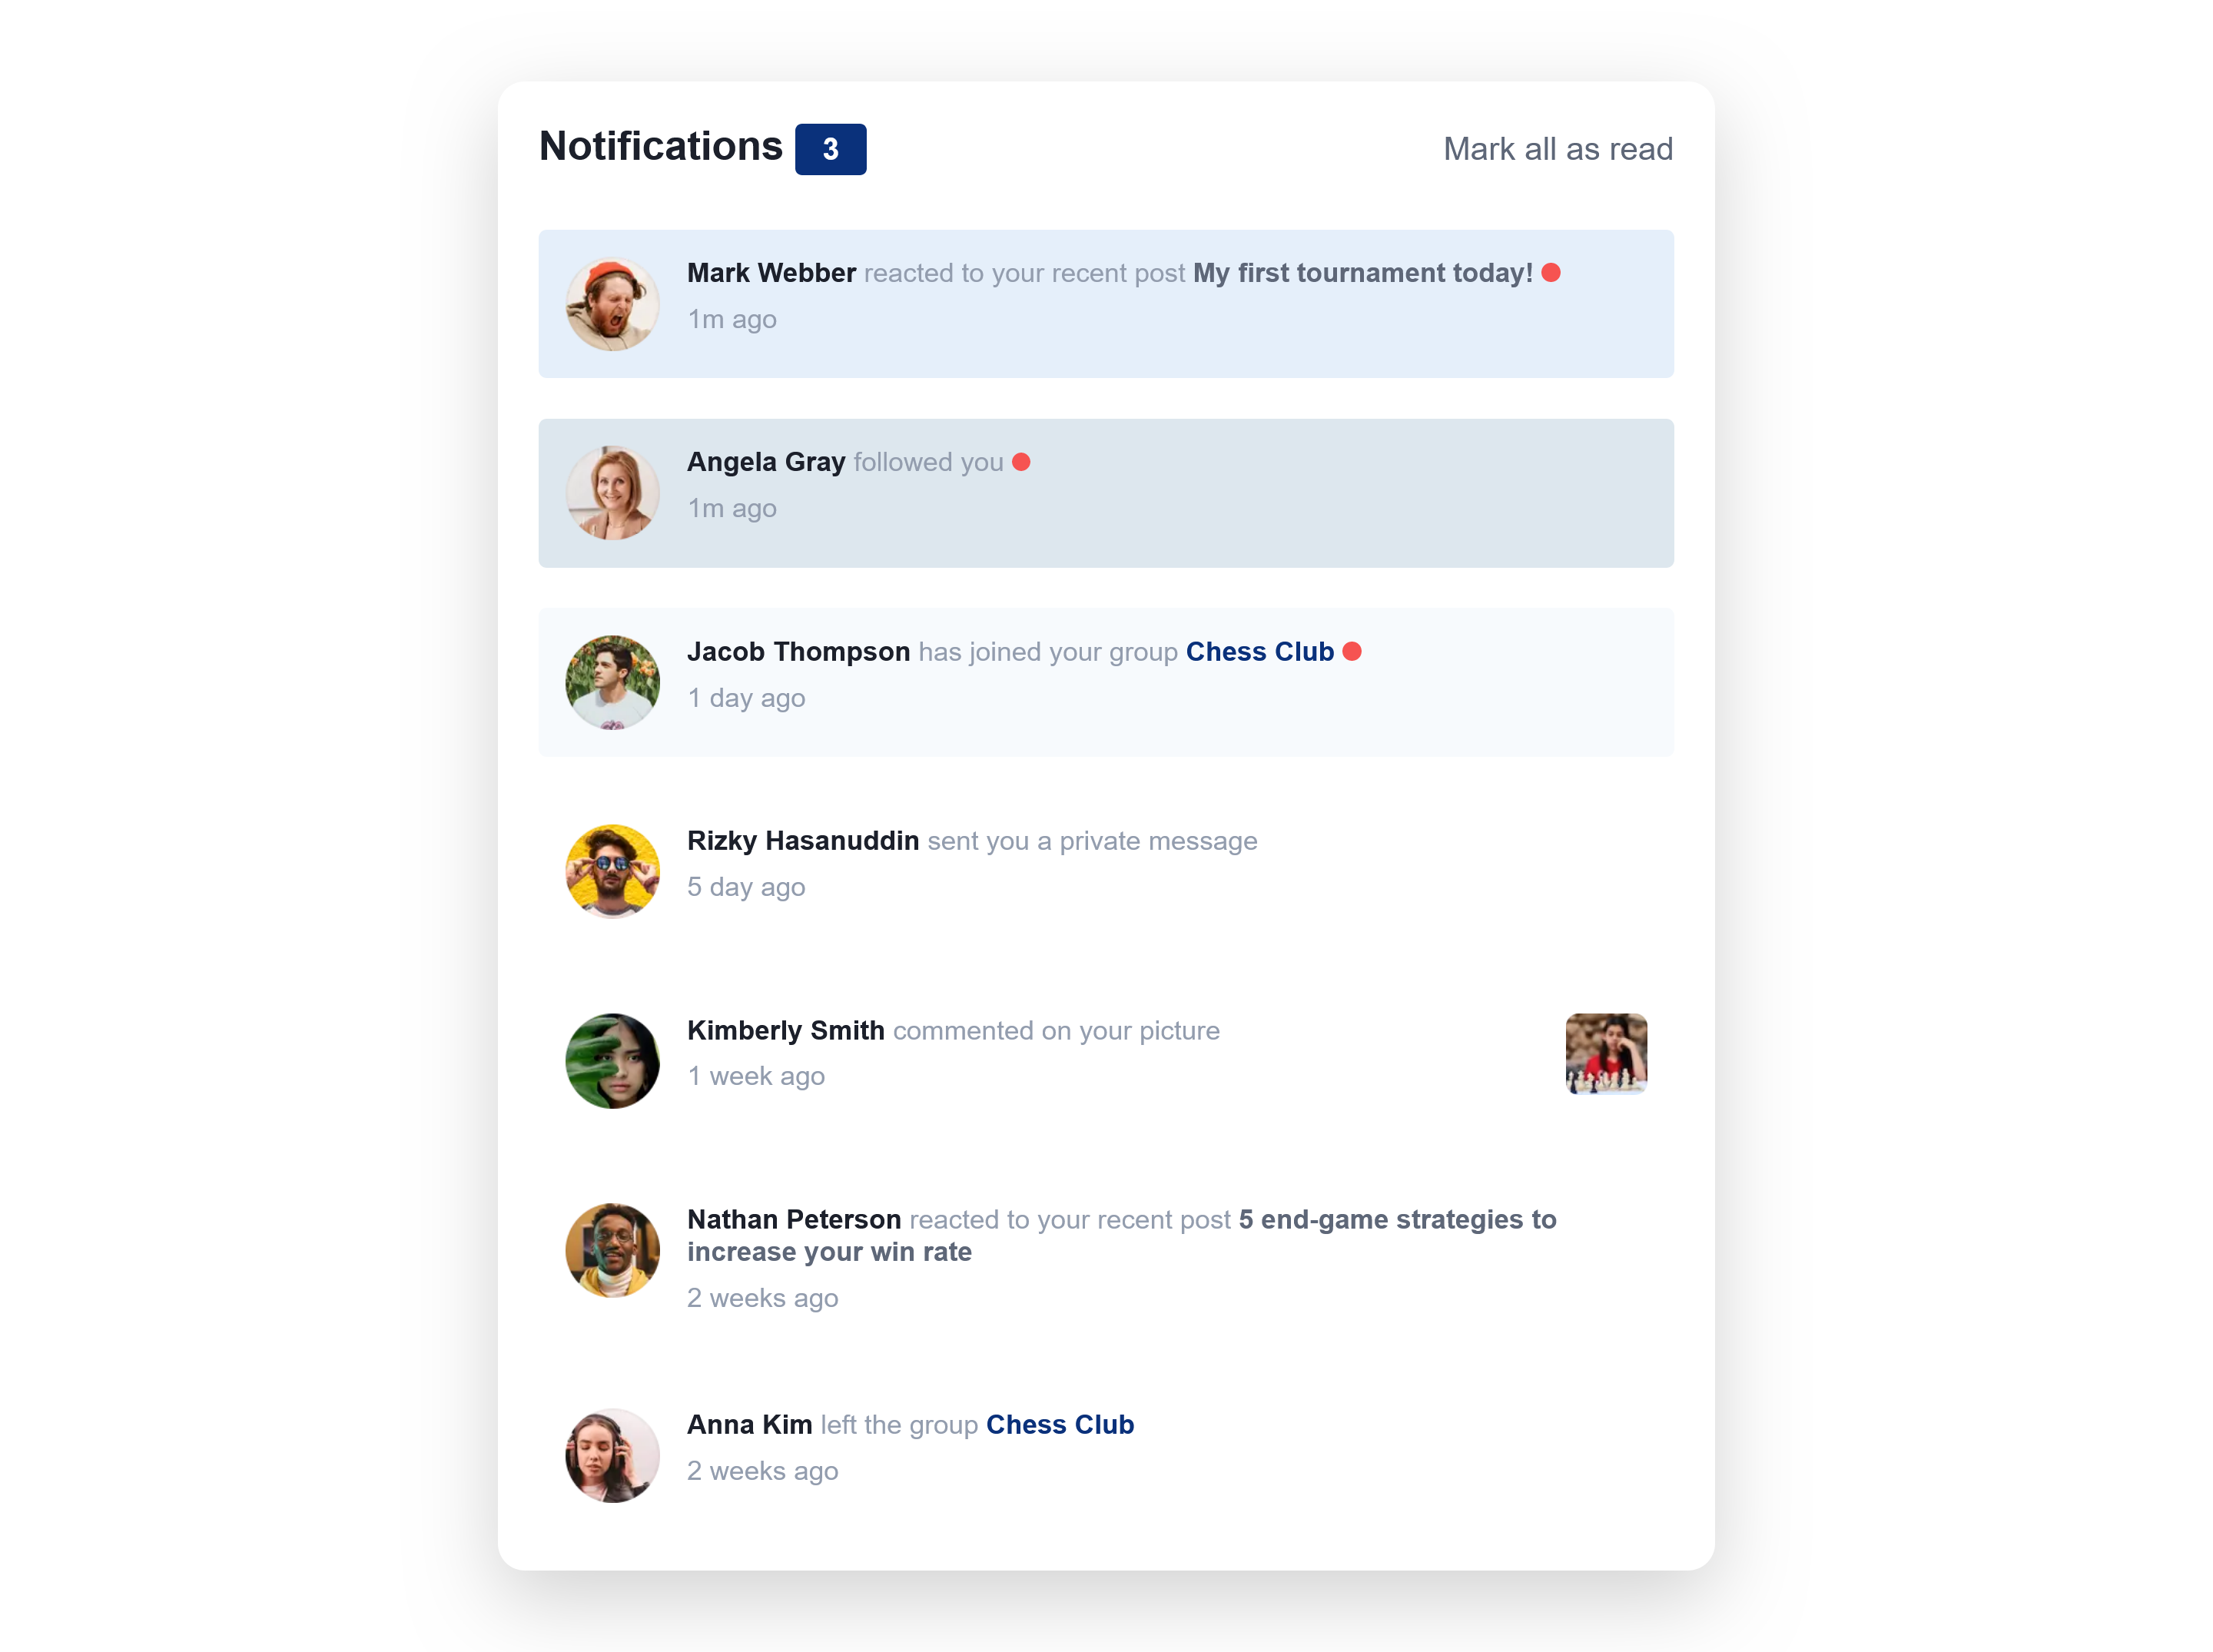 Notifications 3
Mark all as read
Mark Webber reacted to your recent post My first tournament today!
1m ago
Angela Gray followed you
1m ago
Jacob Thompson has joined your group Chess Club
1 day ago
Rizky Hasanuddin sent you a private message
5 day ago
Kimberly Smith commented on your picture
1 week ago
Nathan Peterson reacted to your recent post 5 end-game strategies to
increase your win rate
2 weeks ago
Anna Kim left the group Chess Club
2 weeks ago